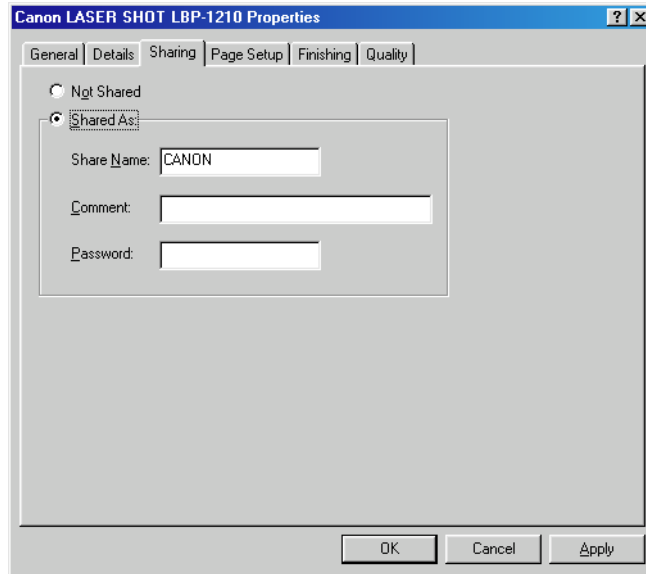 Canon LASER SHOT LBP-1210 Properties
General Details Sharing Page Setup Finishing Quality
Not Shared
Shared As:
Share Name: CANON
Comment:
Password:
OK Cancel Apply